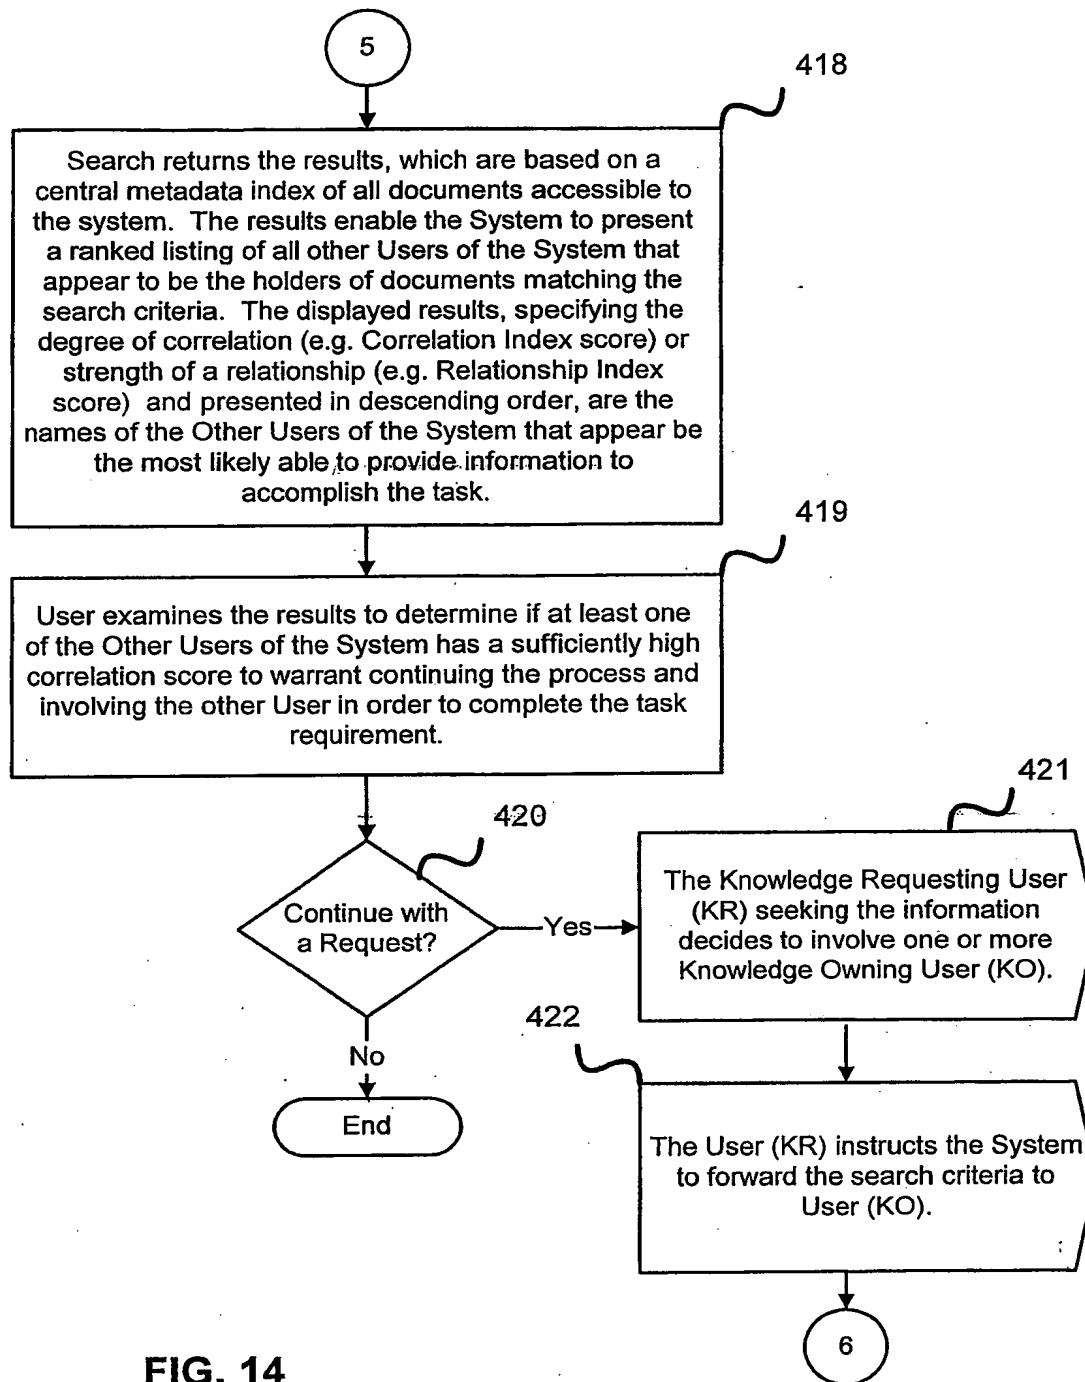 5
418
Search returns the results, which are based on a
central metadata index of all documents accessible to
the system. The results enable the System to present
a ranked listing of all other Users of the System that
appear to be the holders of documents matching the
search criteria. The displayed results, specifying the
degree of correlation (e.g. Correlation Index score) or
strength of a relationship (e.g. Relationship Index
score) and presented in descending order, are the
names of the Other Users of the System that appear be
the most likely able to provide information to
accomplish the task.
419
User examines the results to determine if at least one
of the Other Users of the System has a sufficiently high
correlation score to warrant continuing the process and
involving the other User in order to complete the task
requirement.
420
Continue with
a Request?
Yes
No
End
421
The Knowledge Requesting User
(KR) seeking the information
decides to involve one or more
Knowledge Owning User (KO).
422
The User (KR) instructs the System
to forward the search criteria to
User (KO).
6
FIG. 14